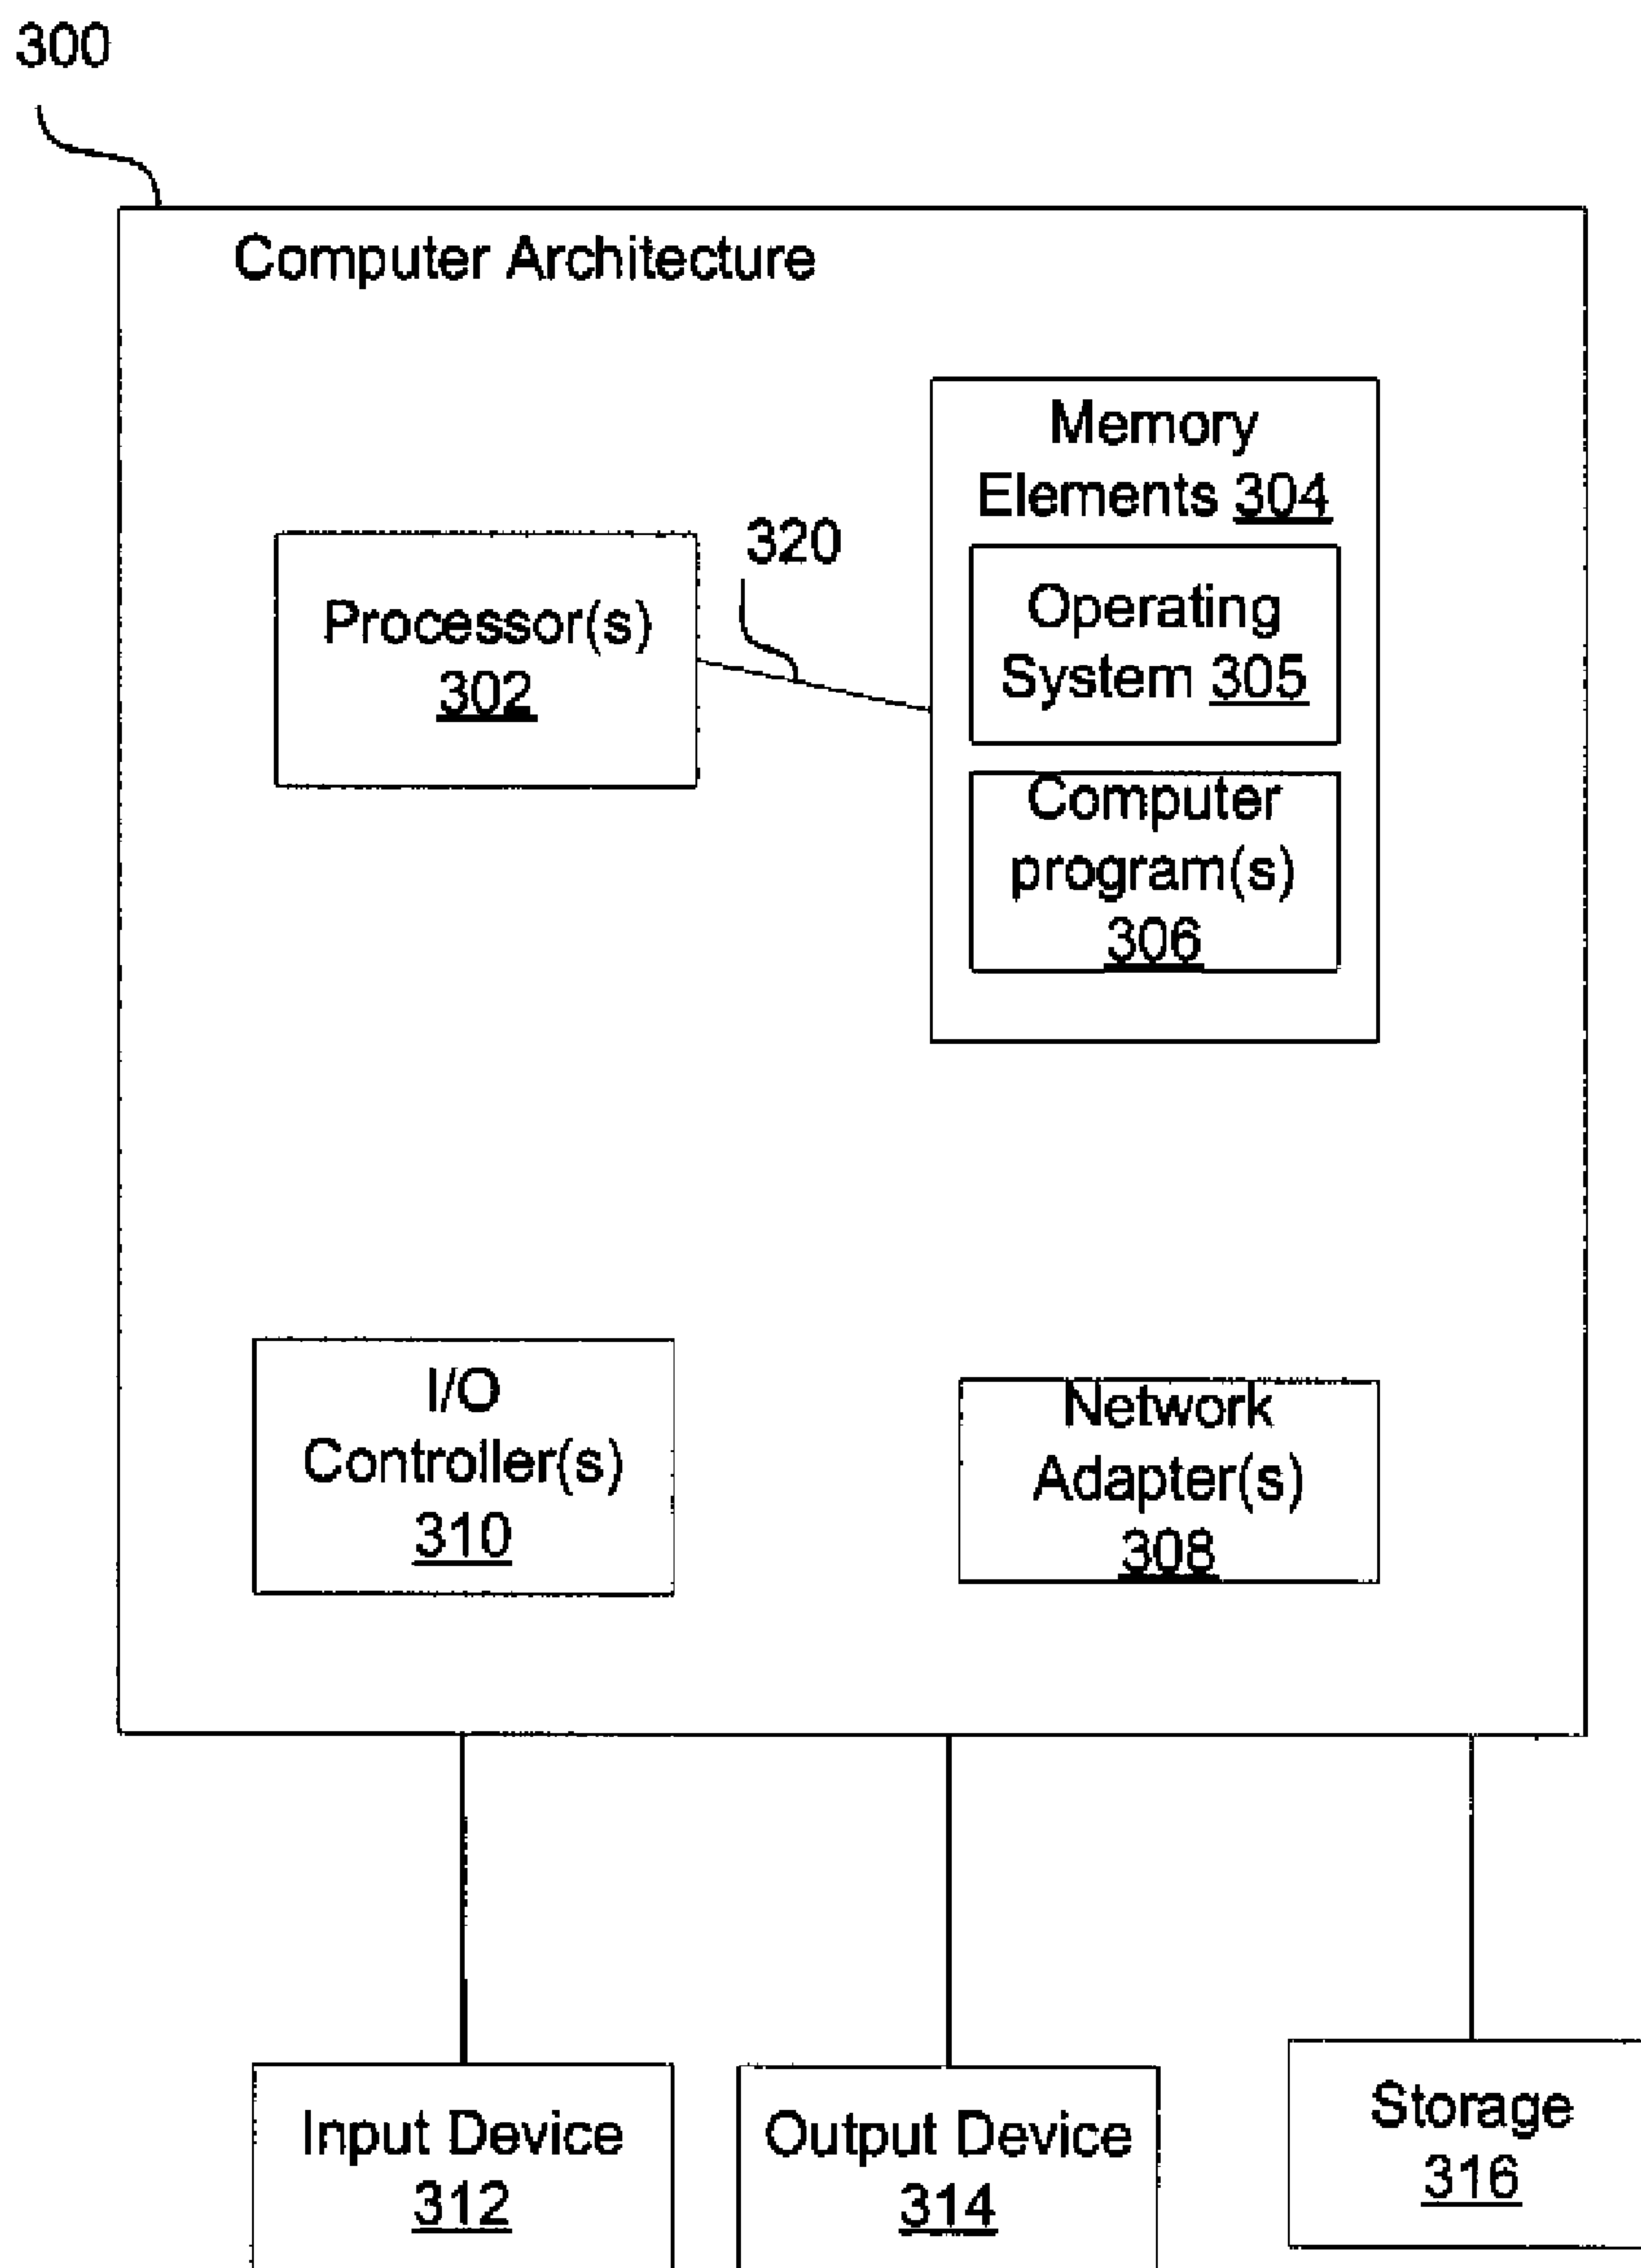 300
Computer Architecture
Memory
Elements 304
320
Processor(s)
302
Operating
System 305
Computer
program(s)
306
I/O
Controller(s)
310
Network
Adapter(s)
308
Input Device
312
Output Device
314
Storage
316